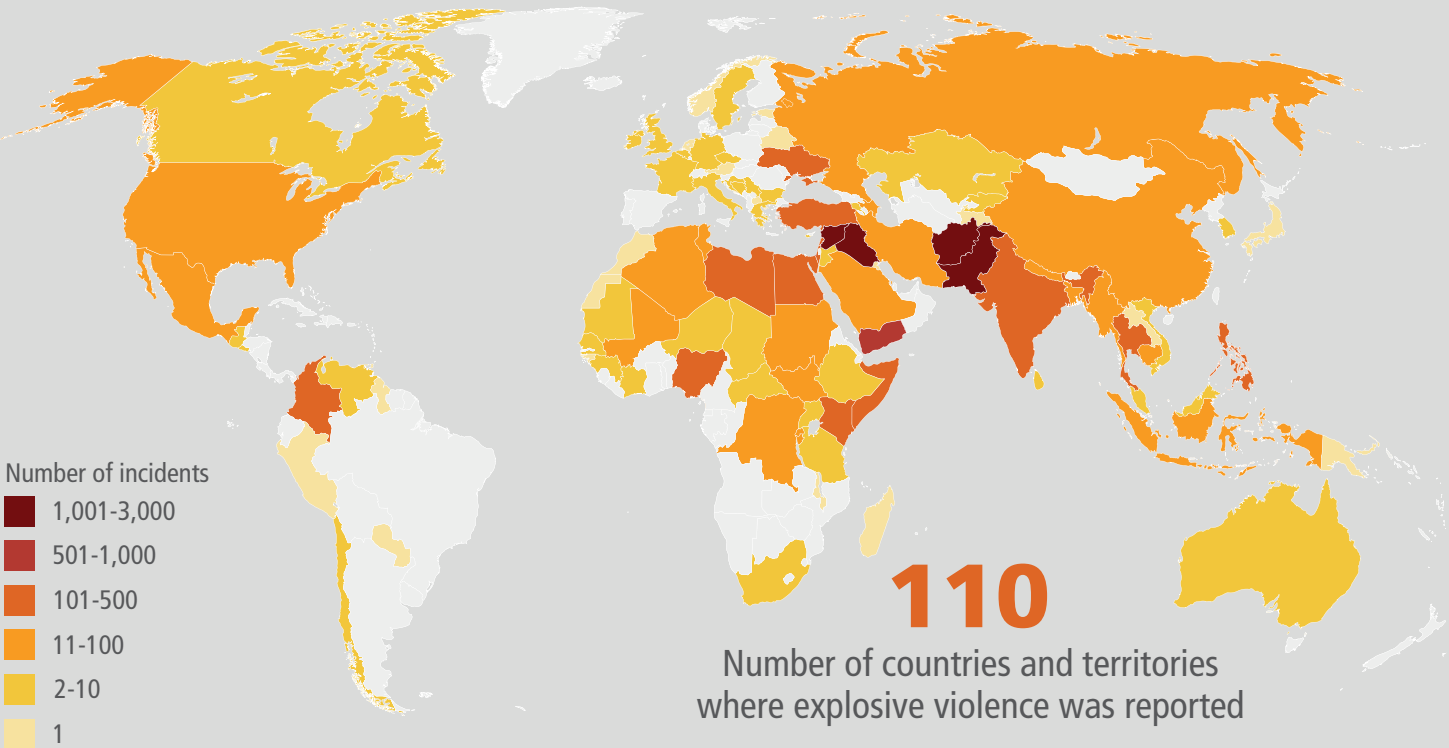 Number of incidents
1,001-3,000
501-1,000
101-500
11-100
2-10
1
110
Number of countries and territories
where explosive violence was reported